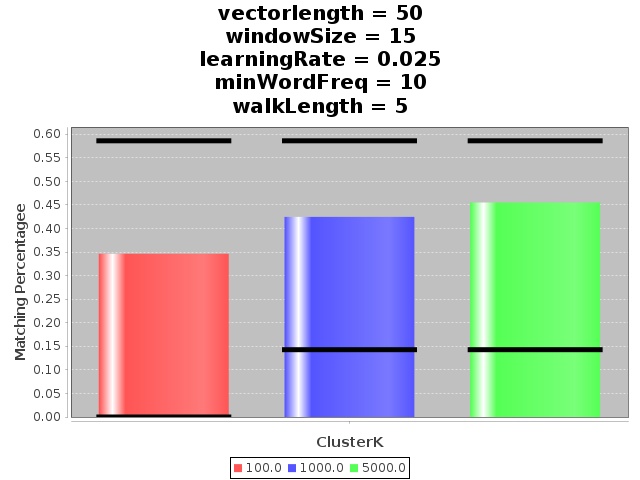 vectorlength = 50
windowSize = 15
learningRate = 0.025
minWordFreq = 10
walkLength = 5
0.60
0.55
0.50
0.45
0.40
0.35
0.30
0.25
0.20
0.15
0.10
0.05
0.00
Matching Percentagee
ClusterK
100.0 1000.0 5000.0